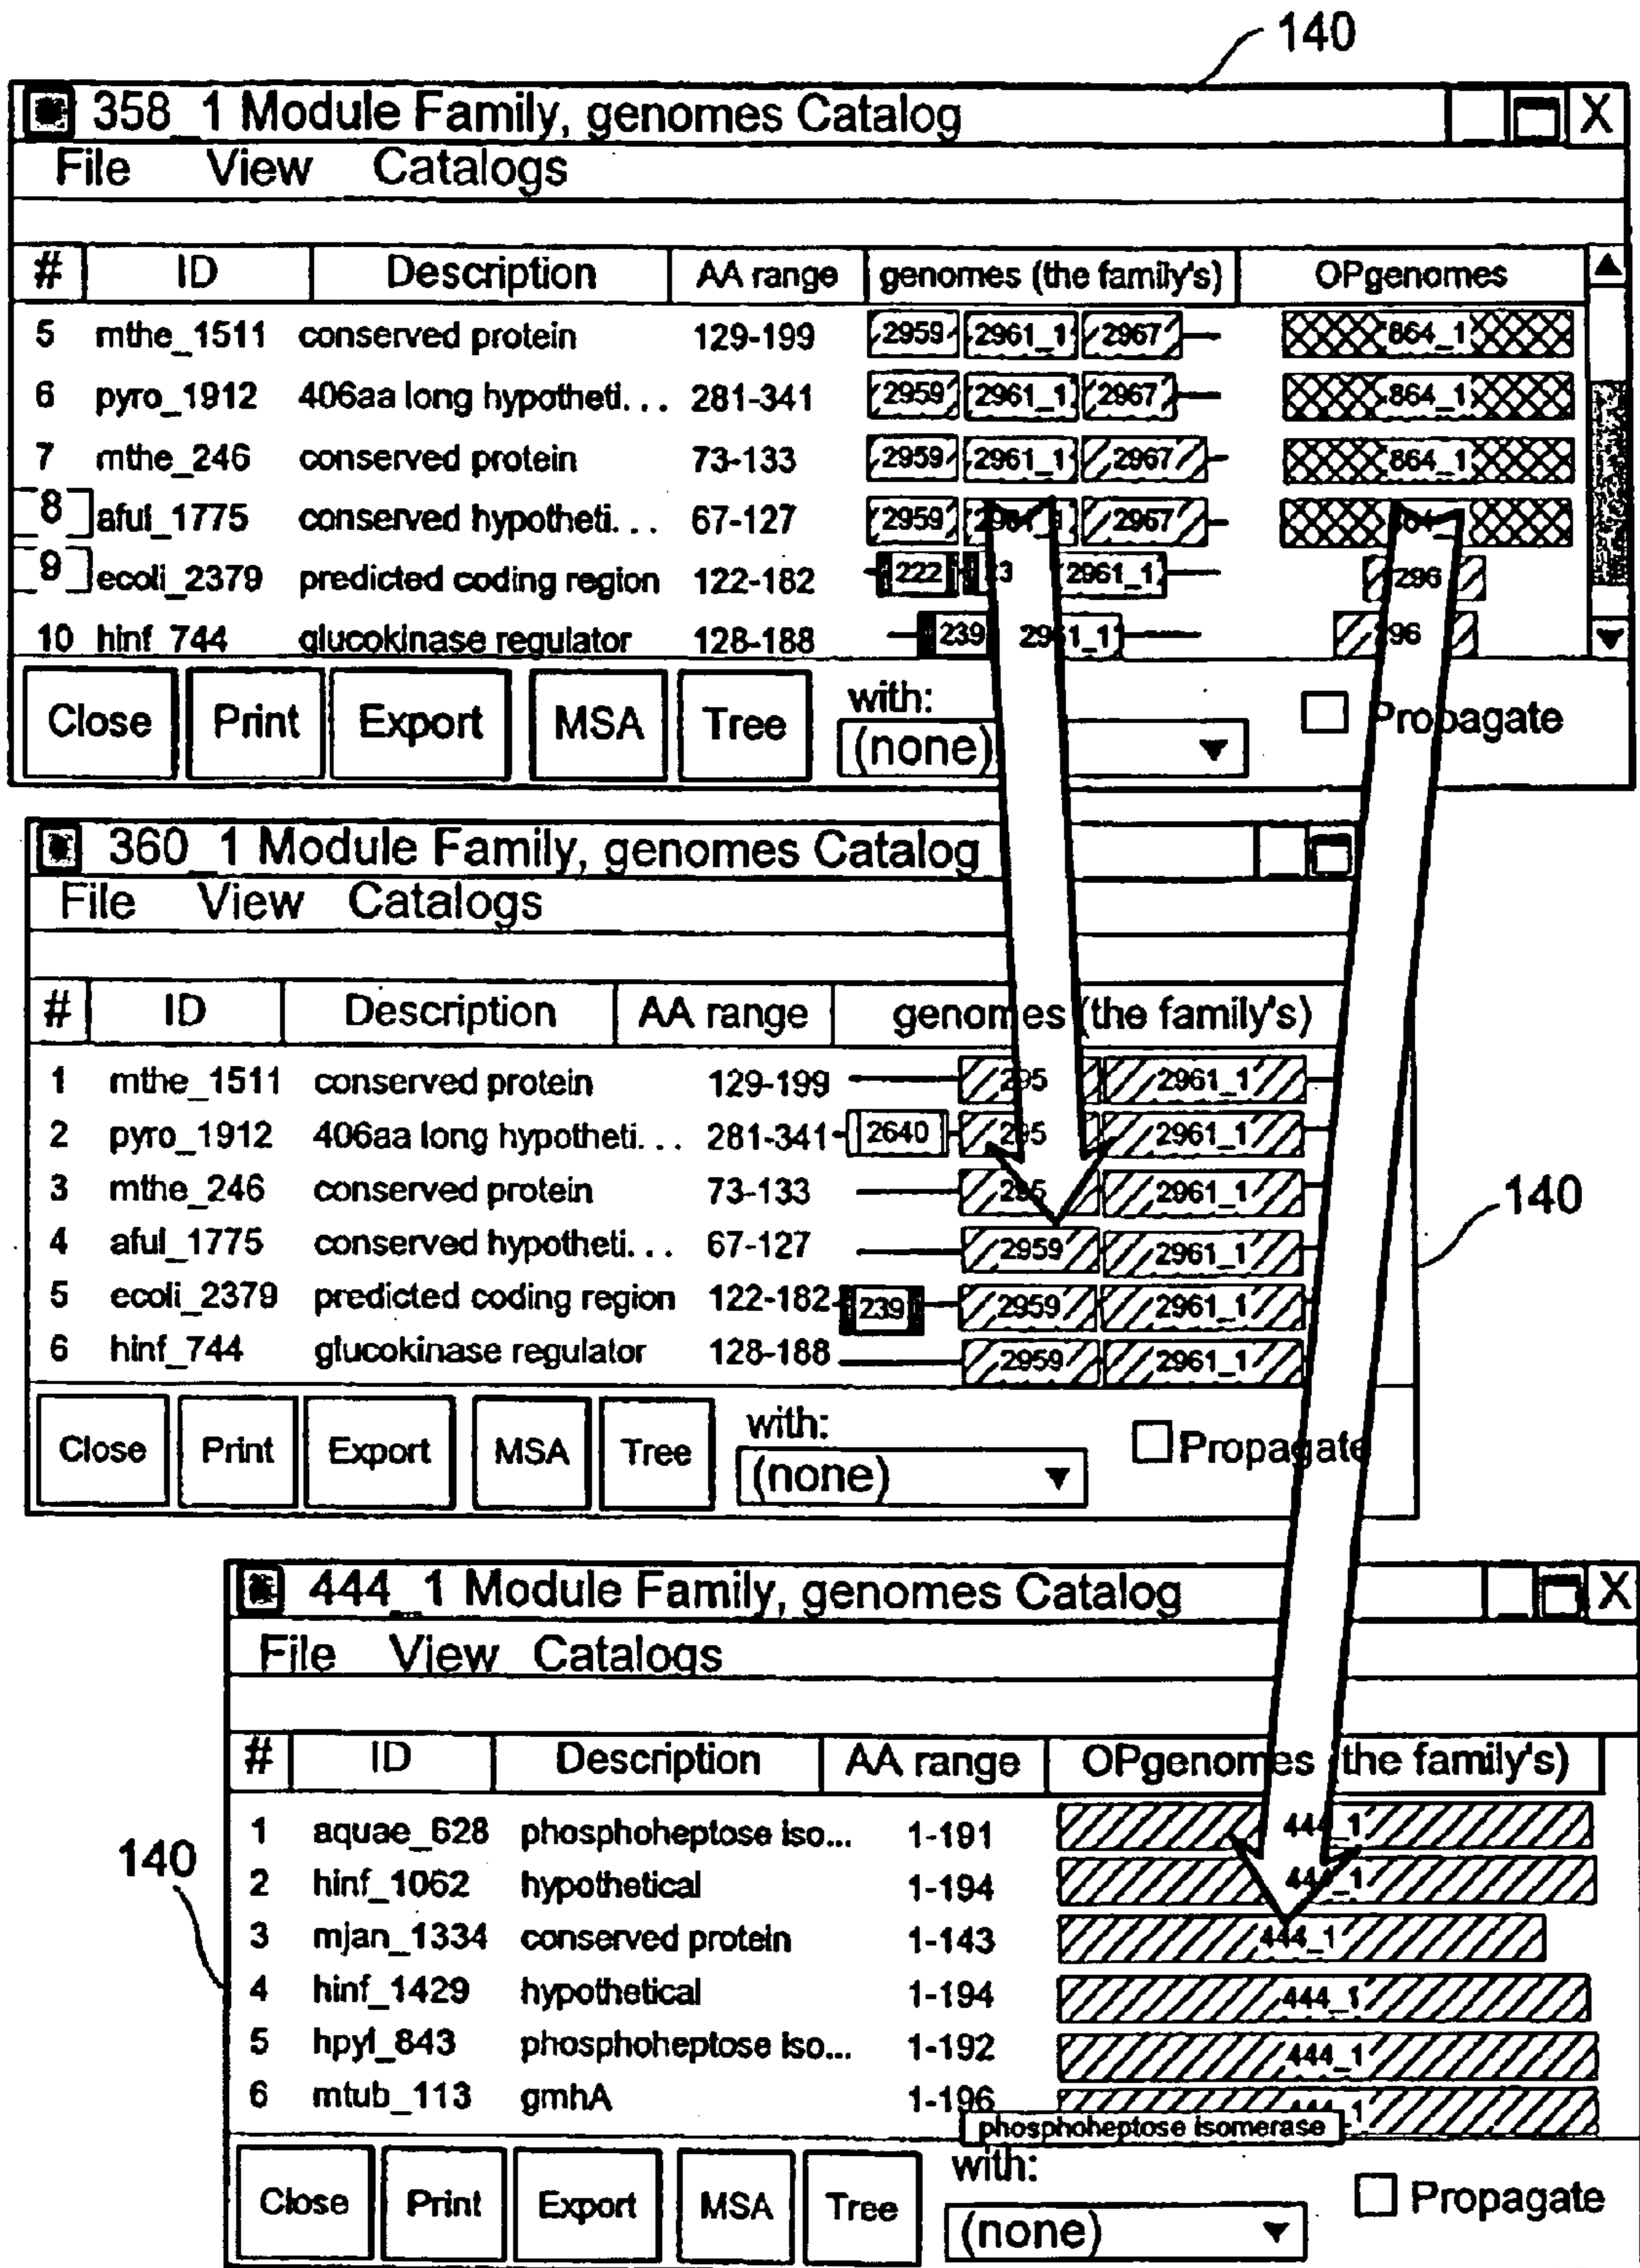 140
358_1 Module Family, genomes Catalog X
File View Catalogs
# ID Description AA range genomes (the family's) OPgenomes
5 mthe_1511 conserved protein 129-199 2959 2961_1 2967 864_1
6 pyro_1912 406aa long hypotheti... 281-341 2959 2961_1 2967 864_1
7 mthe_246 conserved protein 73-133 2959 2961_1 2967 864_1
8 aful_1775 conserved hypotheti... 67-127 2959 2967
9 ecoli_2379 predicted coding region 122-182 222 2961_1 296
10 hinf_744 glucokinase regulator 128-188 239 2961_1 96
Close Print Export MSA Tree with: (none) Propagate
360_1 Module Family, genomes Catalog
File View Catalogs
# ID Description AA range genomes (the family's)
1 mthe_1511 conserved protein 129-199 295 2961_1
2 pyro_1912 406aa long hypotheti... 281-341 2640 295 2961_1
3 mthe_246 conserved protein 73-133 295 2961_1
4 aful_1775 conserved hypotheti... 67-127 2959 2961_1
5 ecoli_2379 predicted coding region 122-182 239 2959 2961_1
6 hinf_744 glucokinase regulator 128-188 2959 2961_1
Close Print Export MSA Tree with: (none) Propagate
140
444_1 Module Family, genomes Catalog X
File View Catalogs
# ID Description AA range OPgenomes (the family's)
1 aquae_628 phosphoheptose iso... 1-191 444_1
2 hinf_1062 hypothetical 1-194 444_1
3 mjan_1334 conserved protein 1-143 444_1
4 hinf_1429 hypothetical 1-194 444_1
5 hpyl_843 phosphoheptose iso... 1-192 444_1
6 mtub_113 gmhA 1-196 444_1
phosphoheptose isomerase
Close Print Export MSA Tree with: (none) Propagate
140